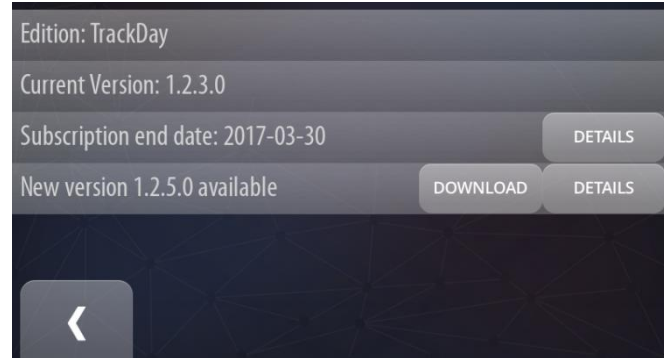 Edition: TrackDay
Current Version: 1.2.3.0
Subscription end date: 2017-03-30 DETAILS
New version 1.2.5.0 available DOWNLOAD DETAILS